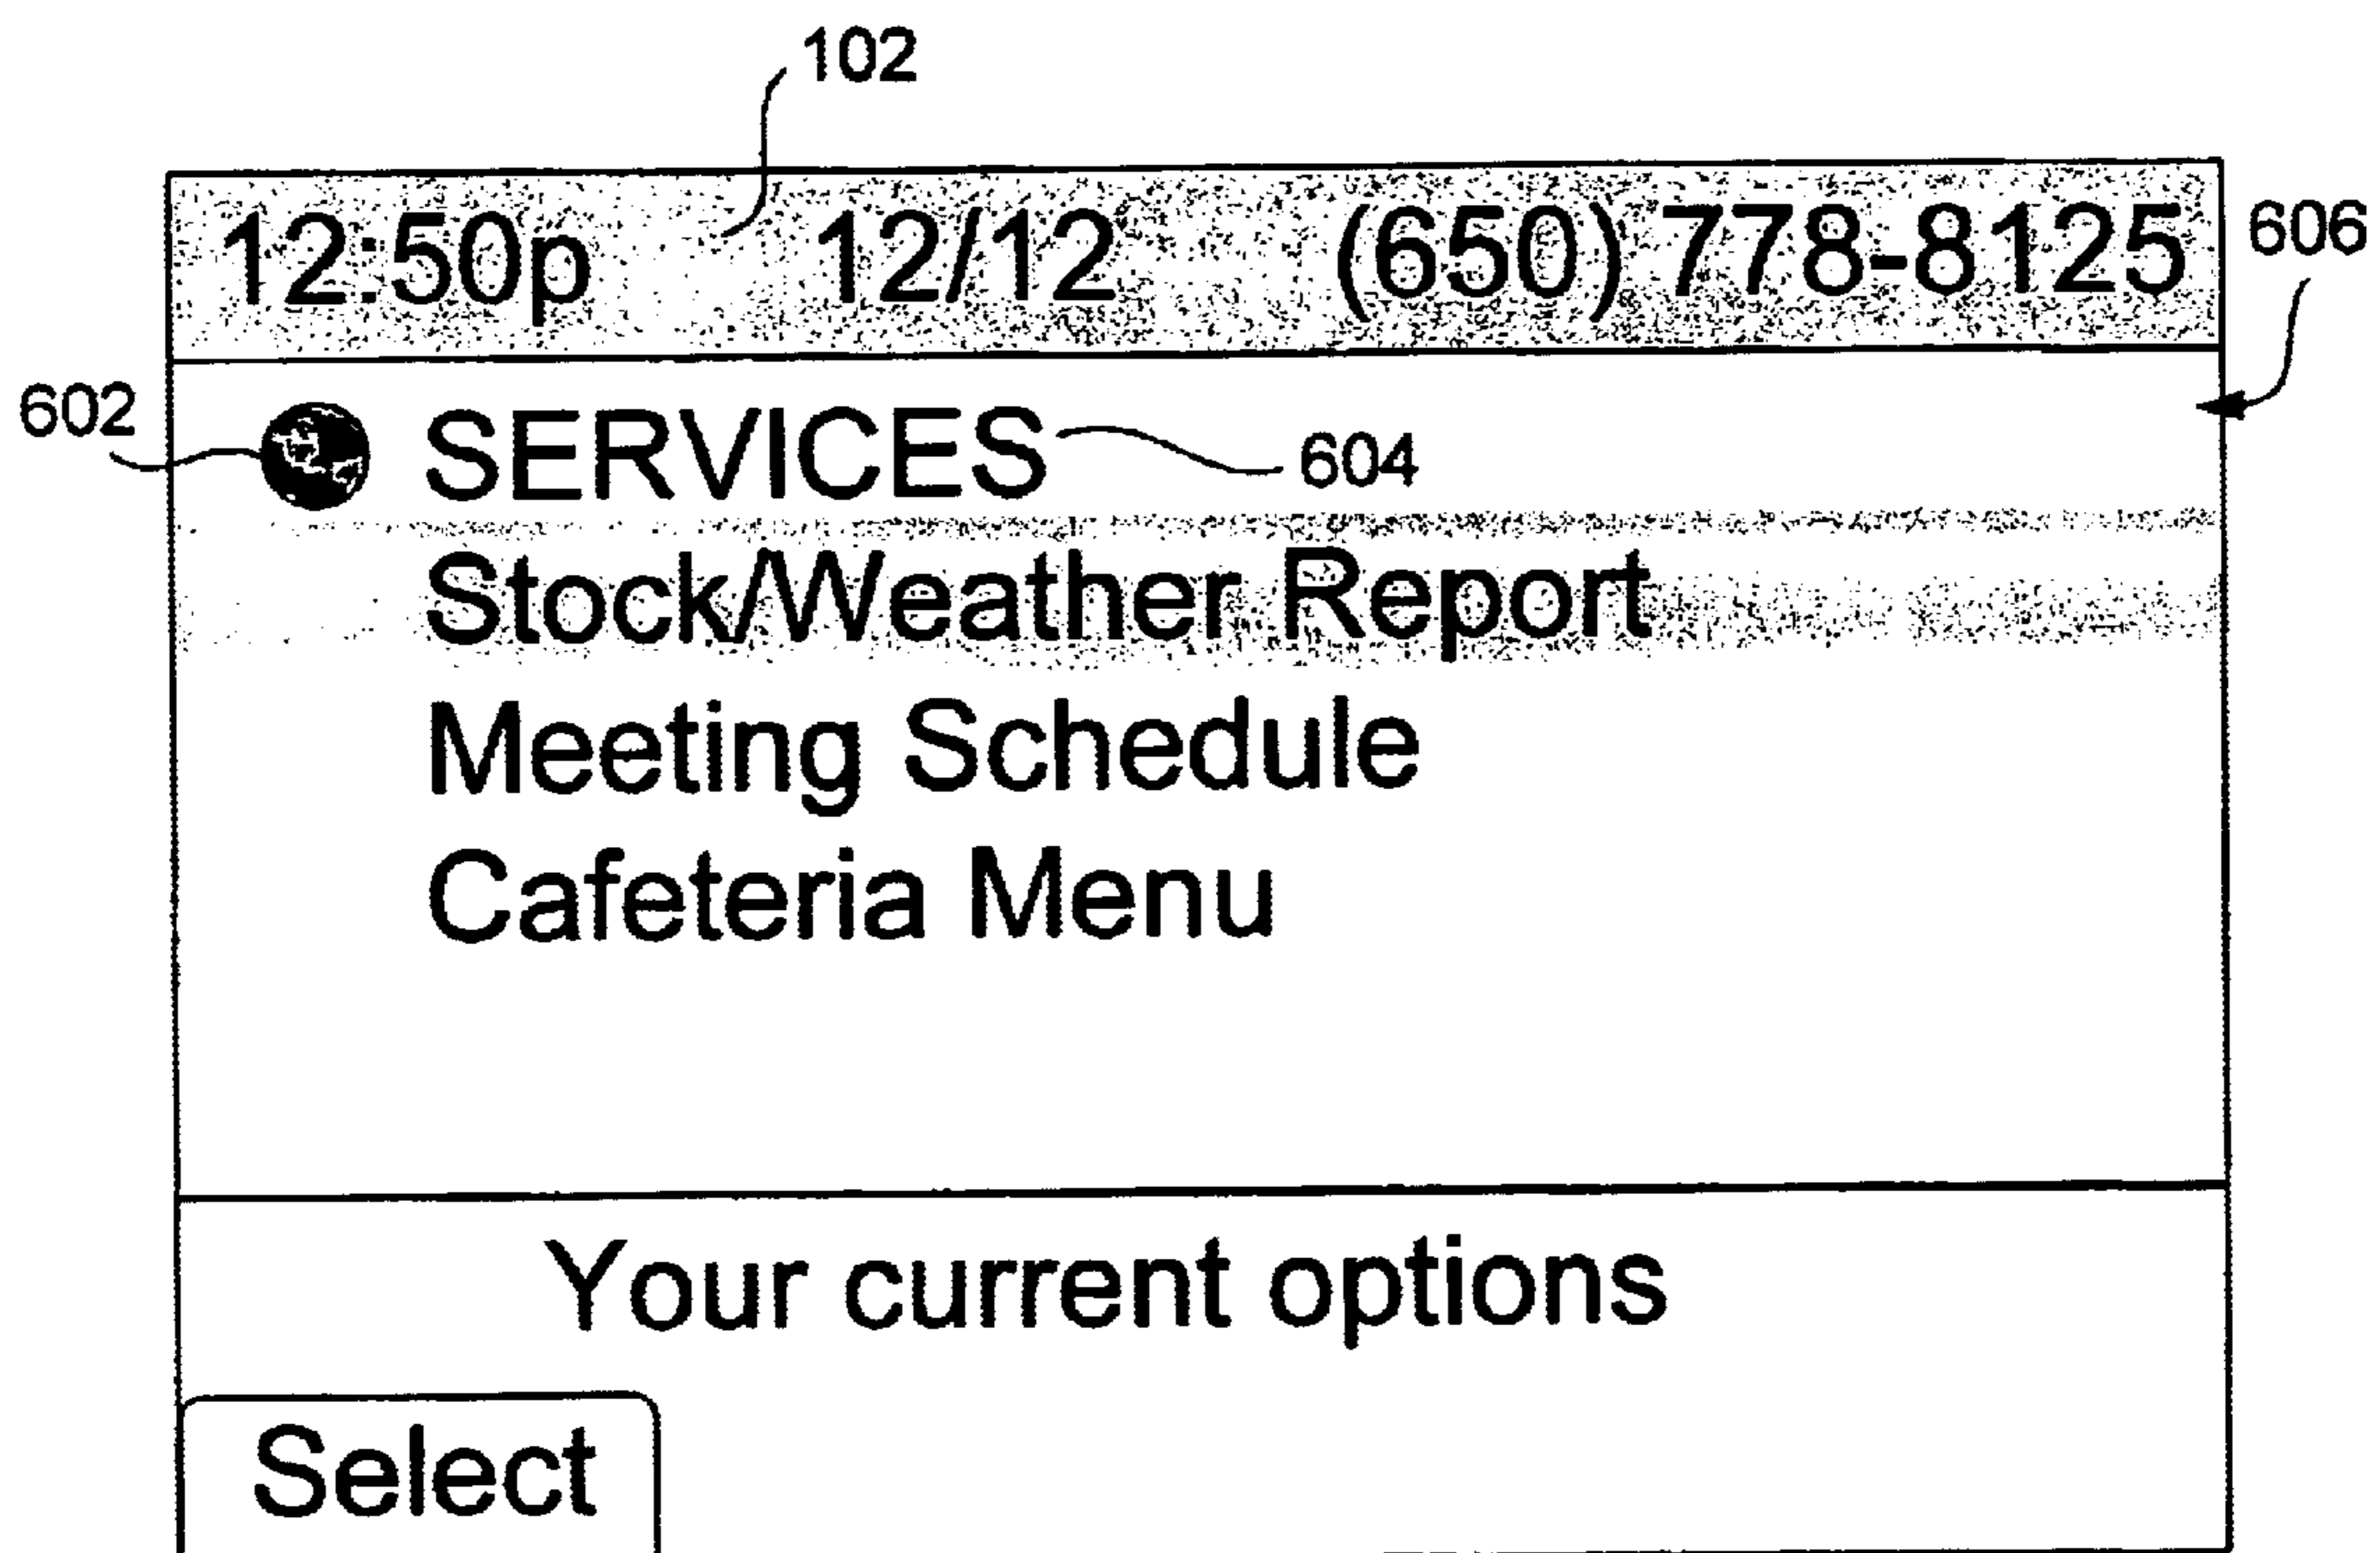 102
12:50p 12/12 (650) 778-8125
606
602
SERVICES 604
Stock/Weather Report
Meeting Schedule
Cafeteria Menu
Your current options
Select